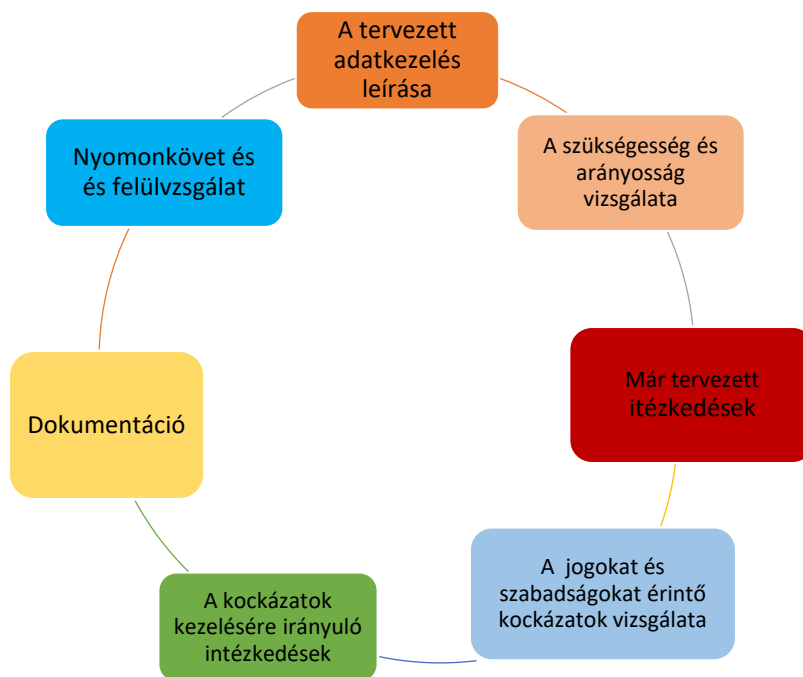 A tervezett
adatkezelés
leírása
A szükségesség és
arányosság
vizsgálata
Már tervezett
itézkedések
A jogokat és
szabadságokat érintő
kockázatok vizsgálata
A kockázatok
kezelésére irányuló
intézkedések
Dokumentáció
Nyomonkövet és
és felülvzsgálat